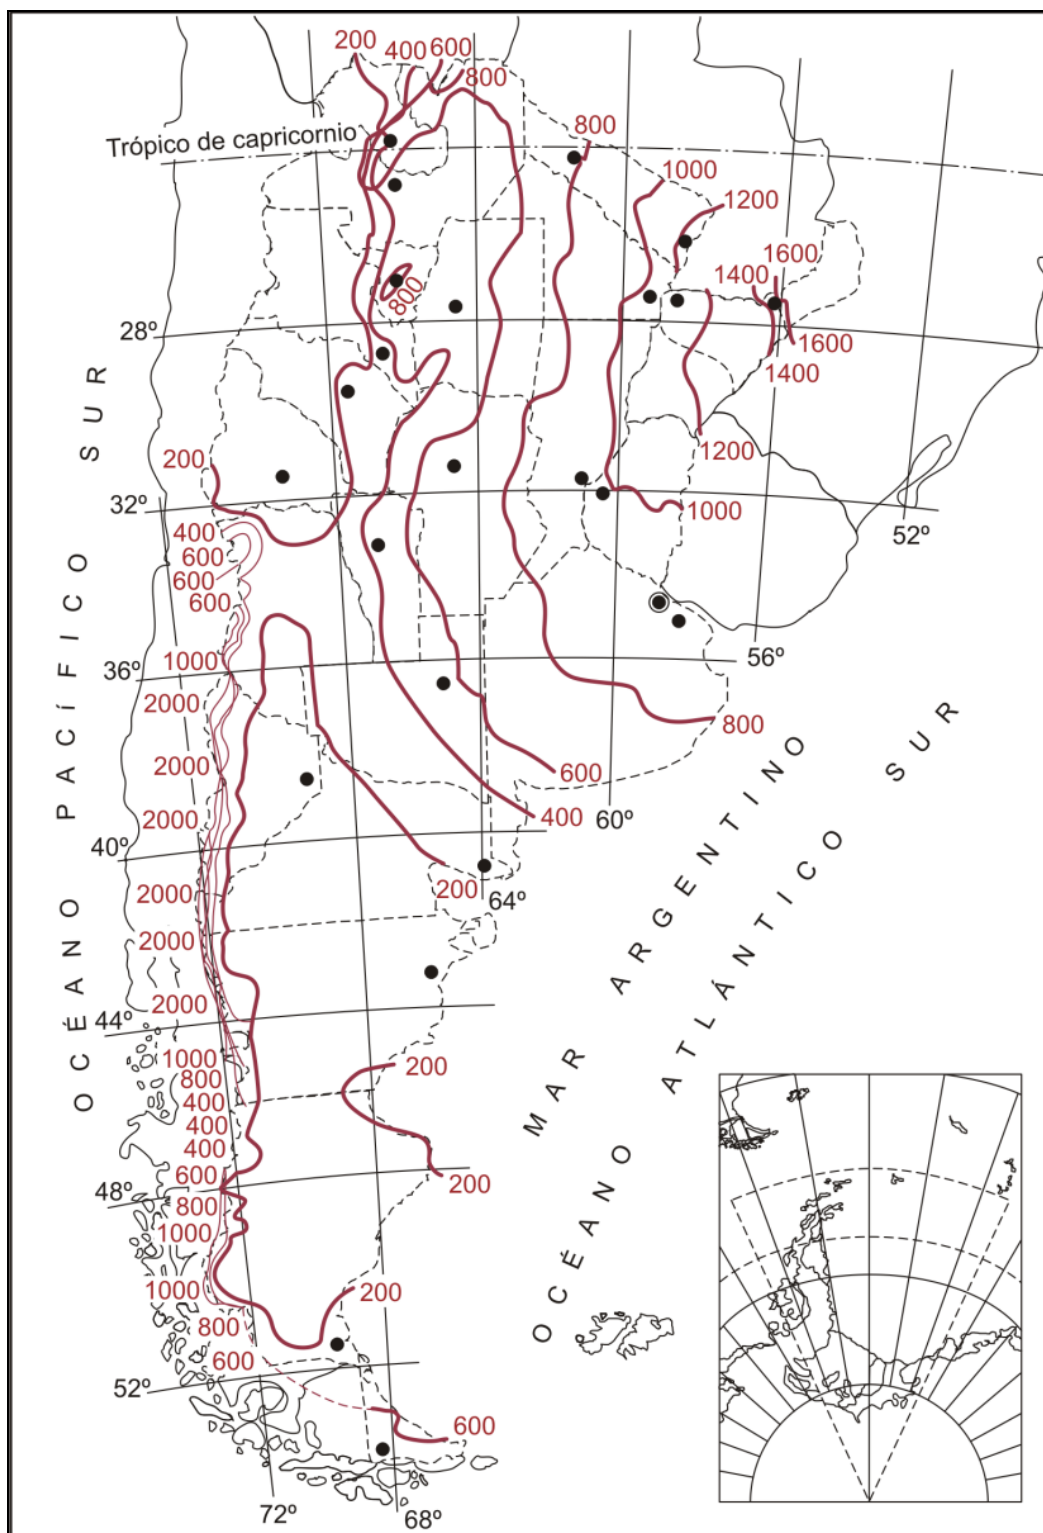 200
400
600
800
Trópico de capricornio
800
1000
1200
1600
1400
800
28º
1600
1400
1200
200
32º
1000
52º
400
600
600
600
1000
36º
56º
2000
800
2000
600
2000
400
60º
40º
200
64º
2000
2000
2000
44º
1000
800
400
400
400
200
600
48º
200
800
1000
1000
200
800
600
52º
600
72º
68º
OCÉANO PACÍFICO SUR
MAR ARGENTINO
OCÉANO ATLÁNTICO SUR